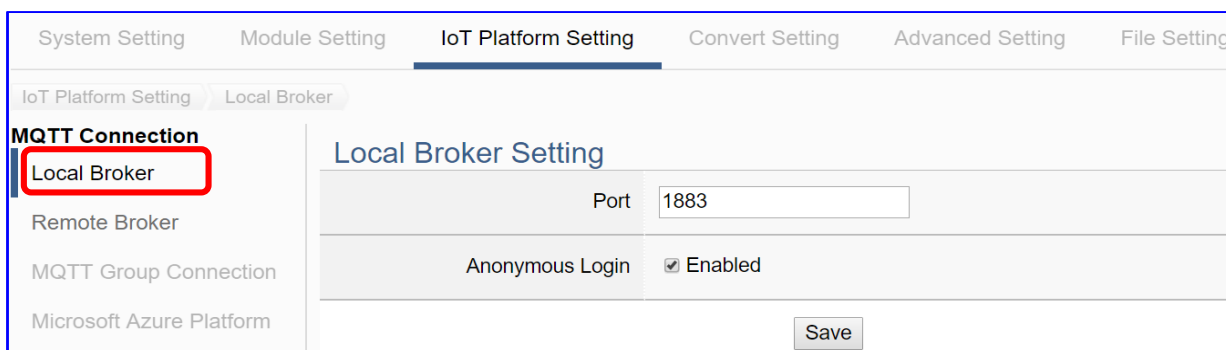 System Setting Module Setting IoT Platform Setting Convert Setting Advanced Setting File Setting
IoT Platform Setting Local Broker
MQTT Connection
Local Broker
Remote Broker
MQTT Group Connection
Microsoft Azure Platform
Local Broker Setting
Port 1883
Anonymous Login Enabled
Save